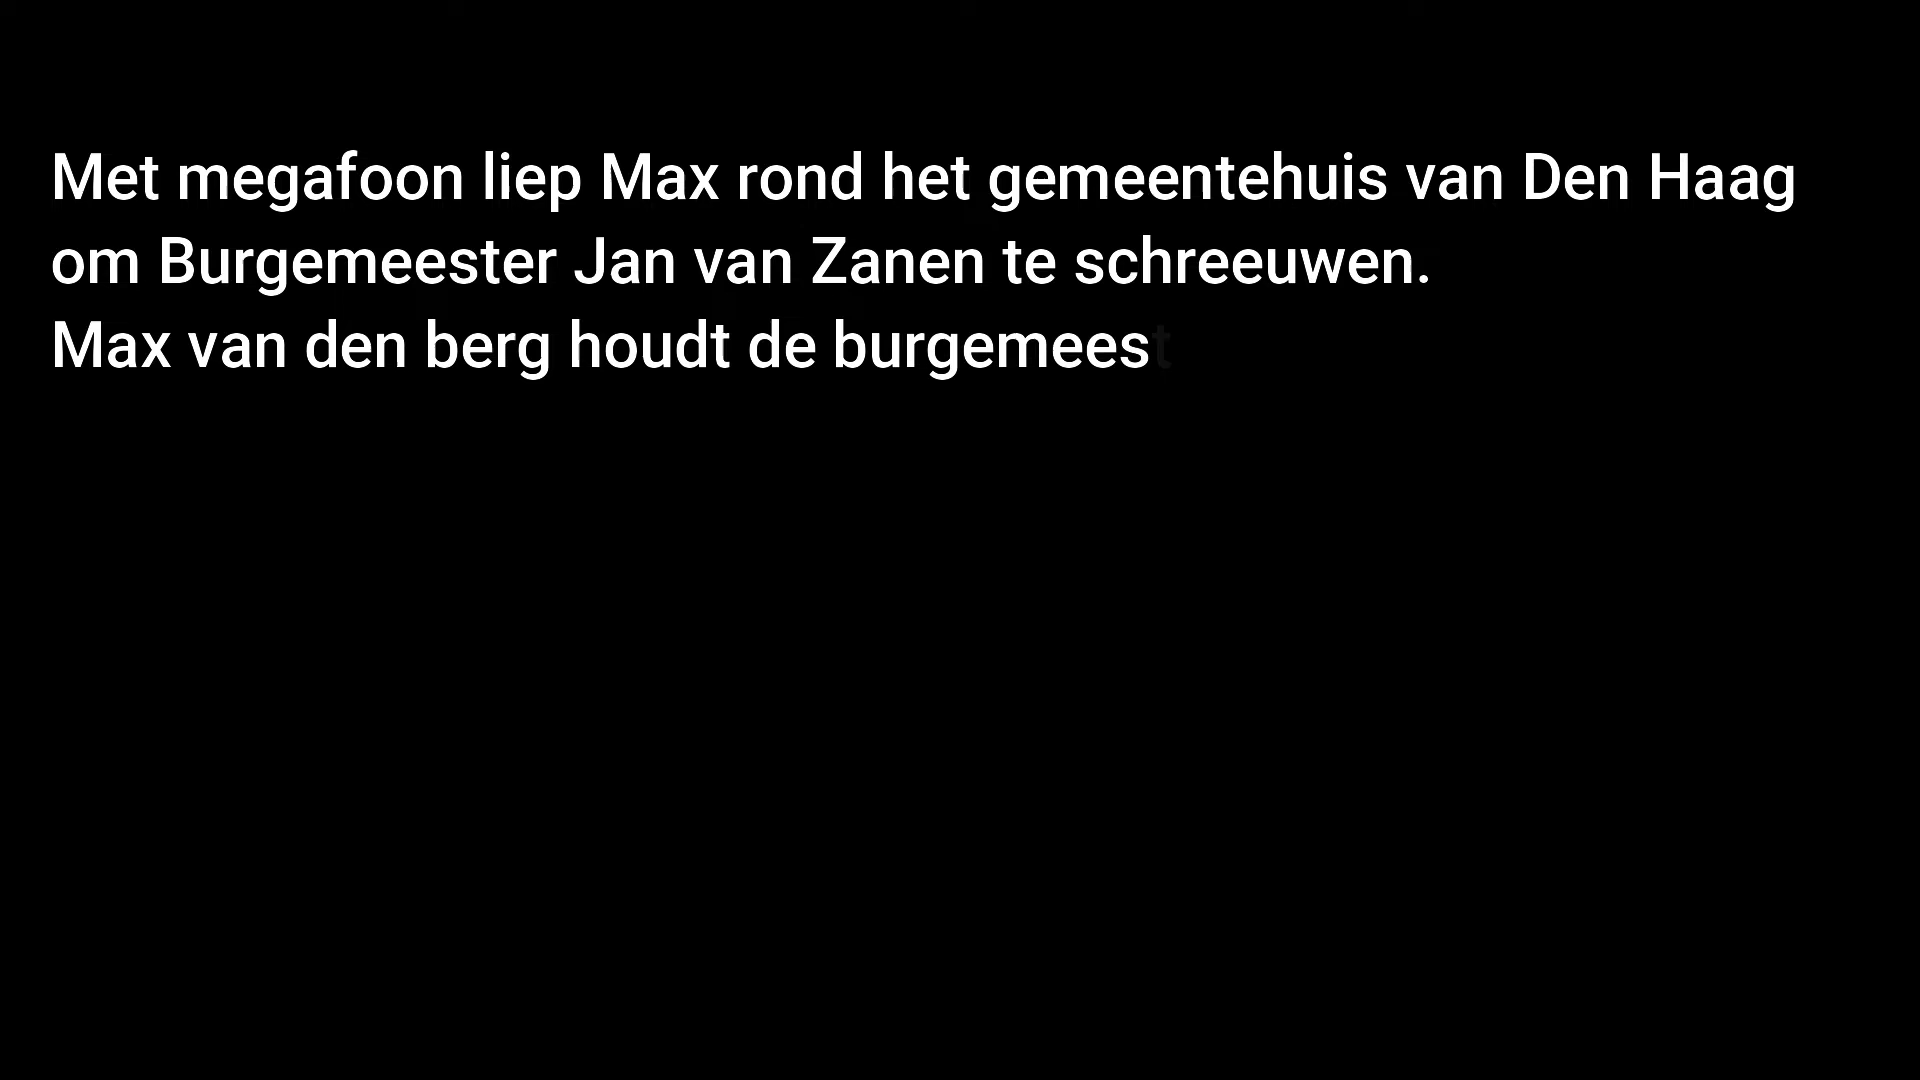 Met megafoon liep Max rond het gemeentehuis van Den Haag
om Burgemeester Jan van Zanen te schreeuwen.
Max van den berg houdt de burgemeest